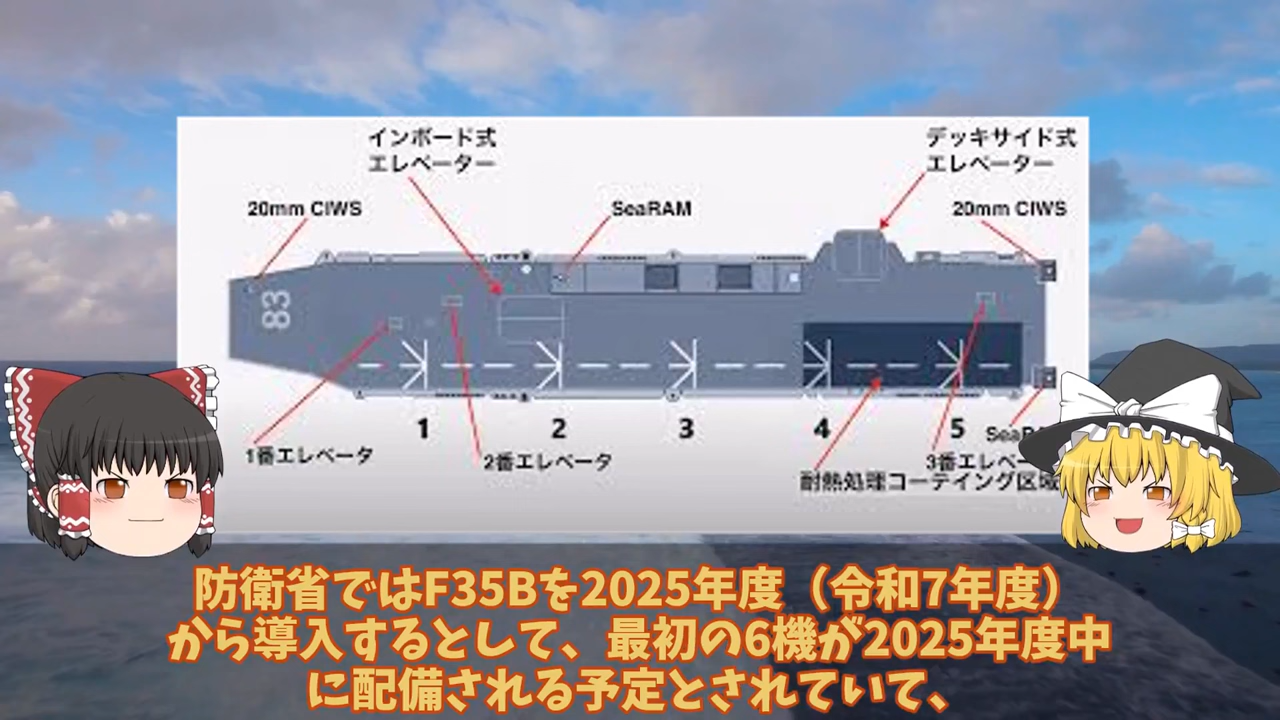 インボード式
エレベーター
デッキサイド式
エレベーター
20mm CIWS
SeaRAM
20mm CIWS
83
1
2
3
4
5
1番エレベータ
2番エレベータ
3番エレベー
耐熱処理コーティング区域
防衛省ではF35Bを2025年度（令和7年度）
から導入するとして、最初の6機が2025年度中
に配備される予定とされていて、